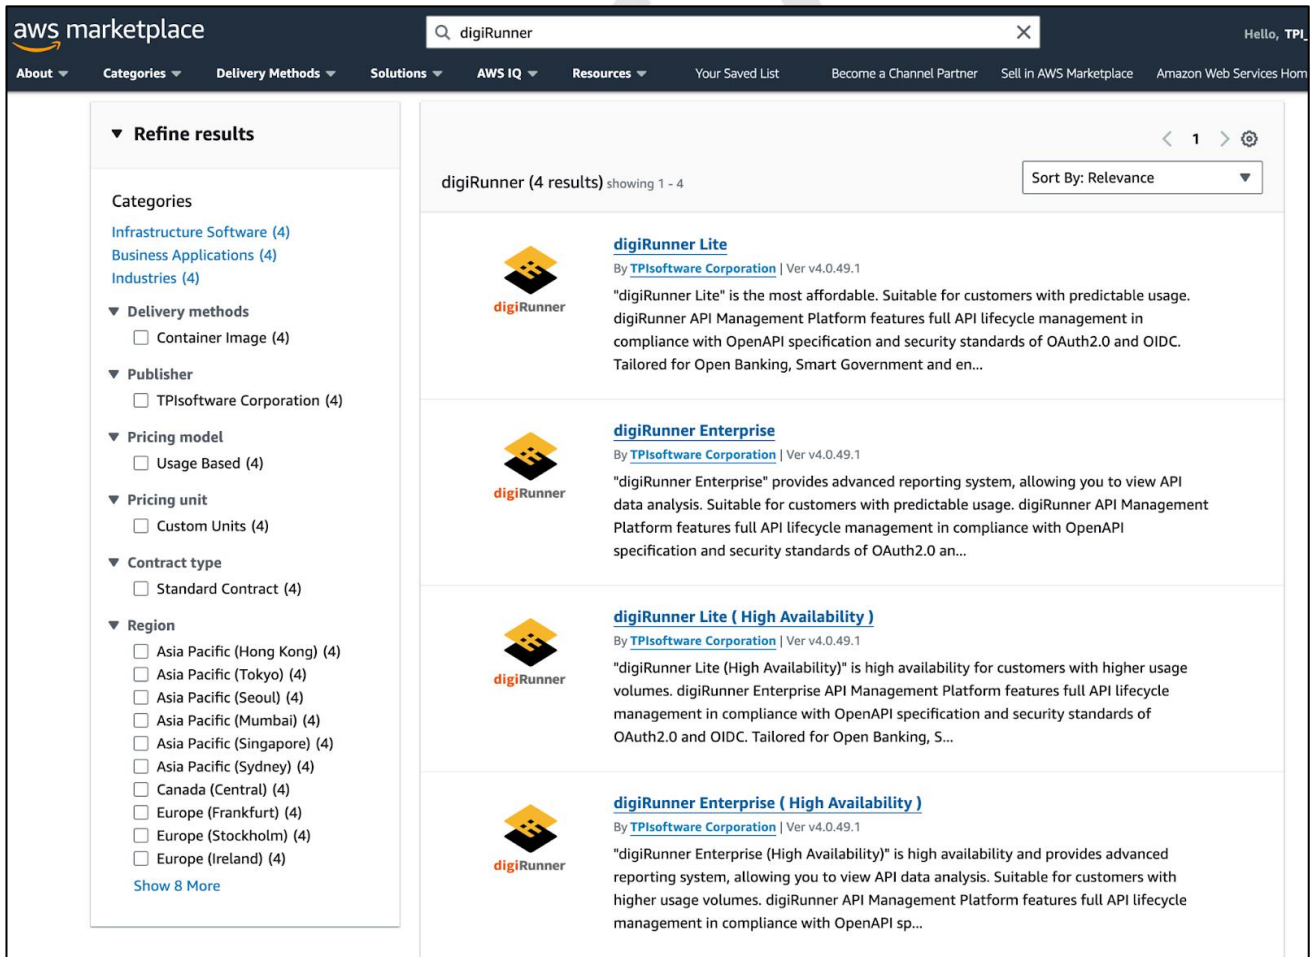 aws marketplace
digiRunner
Hello, TPI_
About
Categories
Delivery Methods
Solutions
AWS IQ
Resources
Your Saved List
Become a Channel Partner
Sell in AWS Marketplace
Amazon Web Services Hom
Refine results
Categories
Infrastructure Software (4)
Business Applications (4)
Industries (4)
Delivery methods
Container Image (4)
Publisher
TPIsoftware Corporation (4)
Pricing model
Usage Based (4)
Pricing unit
Custom Units (4)
Contract type
Standard Contract (4)
Region
Asia Pacific (Hong Kong) (4)
Asia Pacific (Tokyo) (4)
Asia Pacific (Seoul) (4)
Asia Pacific (Mumbai) (4)
Asia Pacific (Singapore) (4)
Asia Pacific (Sydney) (4)
Canada (Central) (4)
Europe (Frankfurt) (4)
Europe (Stockholm) (4)
Europe (Ireland) (4)
Show 8 More
1
digiRunner (4 results) showing 1 - 4
Sort By: Relevance
digiRunner
digiRunner Lite
By TPIsoftware Corporation | Ver v4.0.49.1
"digiRunner Lite" is the most affordable. Suitable for customers with predictable usage.
digiRunner API Management Platform features full API lifecycle management in
compliance with OpenAPI specification and security standards of OAuth2.0 and OIDC.
Tailored for Open Banking, Smart Government and en...
digiRunner
digiRunner Enterprise
By TPIsoftware Corporation | Ver v4.0.49.1
"digiRunner Enterprise" provides advanced reporting system, allowing you to view API
data analysis. Suitable for customers with predictable usage. digiRunner API Management
Platform features full API lifecycle management in compliance with OpenAPI
specification and security standards of OAuth2.0 an...
digiRunner
digiRunner Lite ( High Availability )
By TPIsoftware Corporation | Ver v4.0.49.1
"digiRunner Lite (High Availability)" is high availability for customers with higher usage
volumes. digiRunner Enterprise API Management Platform features full API lifecycle
management in compliance with OpenAPI specification and security standards of
OAuth2.0 and OIDC. Tailored for Open Banking, S...
digiRunner
digiRunner Enterprise ( High Availability )
By TPIsoftware Corporation | Ver v4.0.49.1
"digiRunner Enterprise (High Availability)" is high availability and provides advanced
reporting system, allowing you to view API data analysis. Suitable for customers with
higher usage volumes. digiRunner API Management Platform features full API lifecycle
management in compliance with OpenAPI sp...